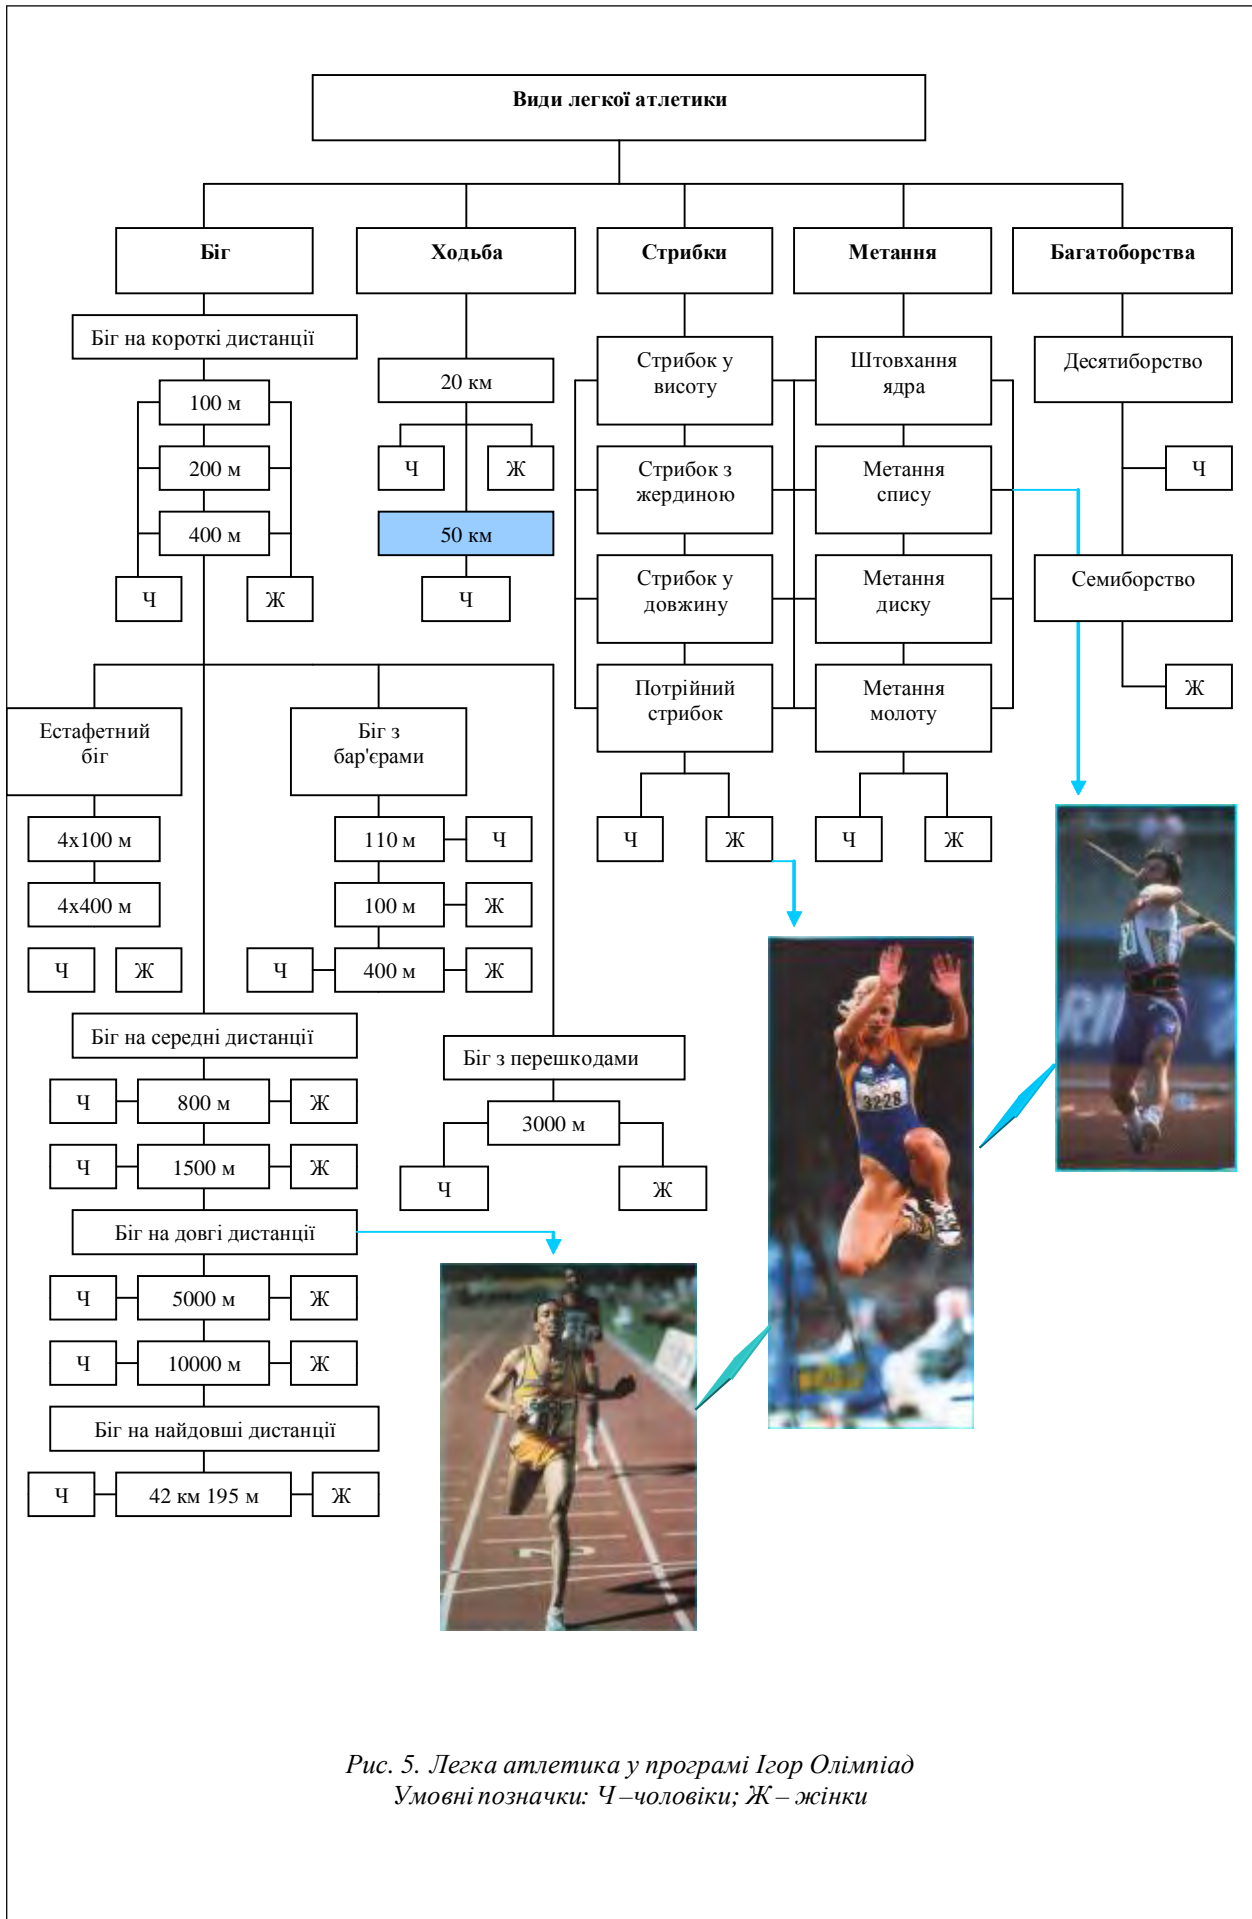 Види легкої атлетики
Біг
Ходьба
Стрибки
Метання
Багатоборства
Біг на короткі дистанції
100 м
200 м
400 м
Ч
Ж
20 км
Ч
Ж
50 км
Ч
Стрибок у
висоту
Стрибок з
жердиною
Стрибок у
довжину
Потрійний
стрибок
Ч
Ж
Штовхання
ядра
Метання
спису
Метання
диску
Метання
молоту
Ч
Ж
Десятиборство
Ч
Семиборство
Ж
Естафетний
біг
4х100 м
4х400 м
Ч
Ж
Біг з
бар'єрами
110 м
Ч
100 м
Ж
Ч
400 м
Ж
Біг на середні дистанції
Ч
800 м
Ж
Ч
1500 м
Ж
Біг з перешкодами
3000 м
Ч
Ж
Біг на довгі дистанції
Ч
5000 м
Ж
Ч
10000 м
Ж
Біг на найдовші дистанції
Ч
42 км 195 м
Ж
3228
Рис. 5. Легка атлетика у програмі Ігор Олімпіад
Умовні позначки: Ч –чоловіки; Ж – жінки